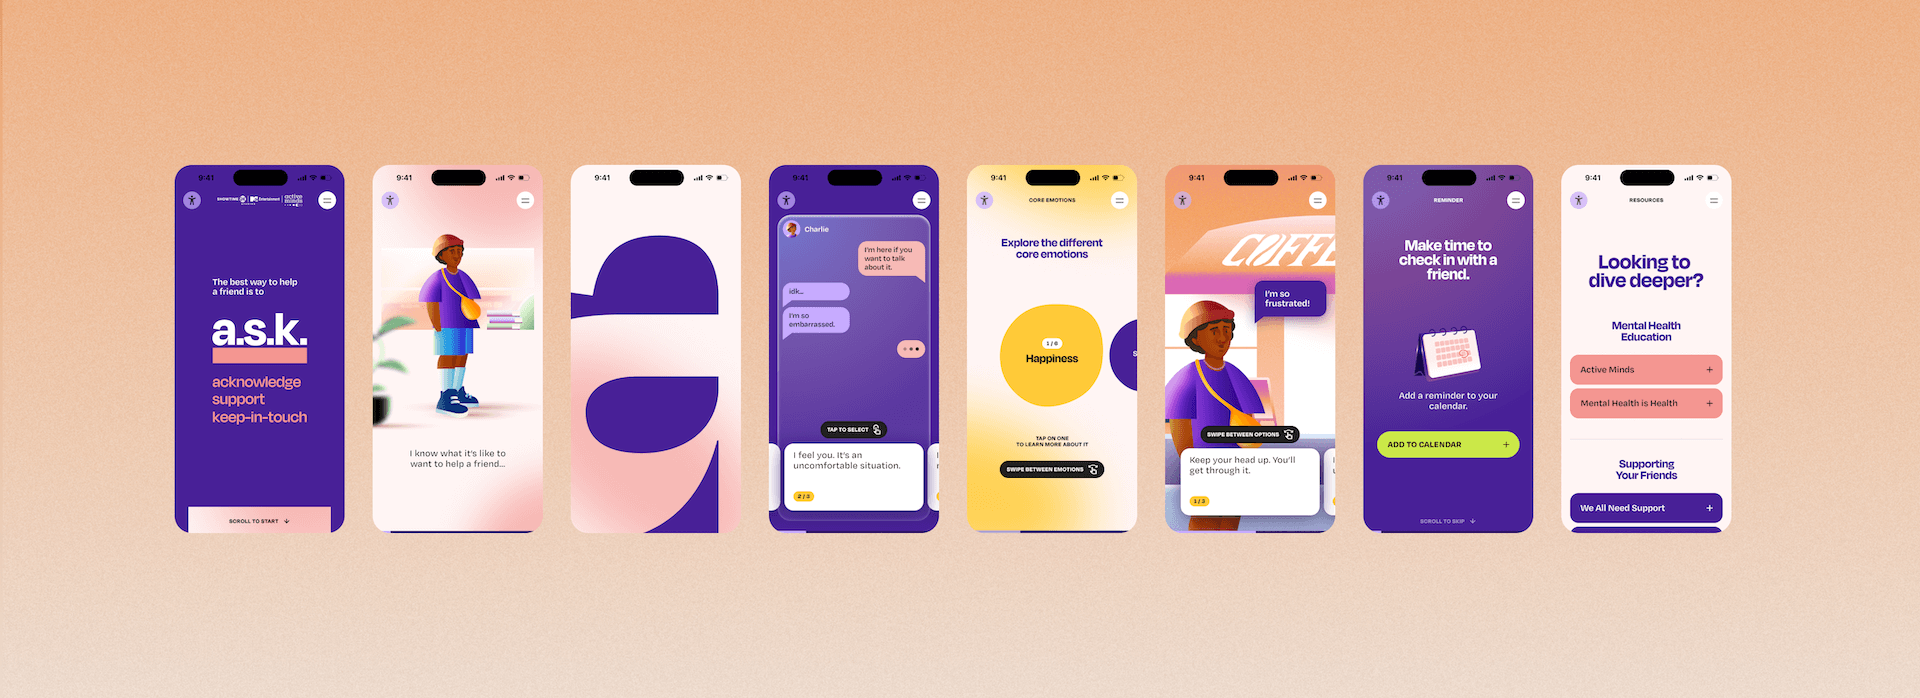 9:41
SHOWTIME
MTV Entertainment
active minds
The best way to help
a friend is to
a.s.k.
acknowledge
support
keep-in-touch
SCROLL TO START
9:41
I know what it's like to
want to help a friend...
9:41
a
9:41
Charlie
I'm here if you
want to talk
about it.
idk...
I'm so
embarrassed.
TAP TO SELECT
I feel you. It's an
uncomfortable situation.
2 / 3
9:41
CORE EMOTIONS
Explore the different
core emotions
1 / 6
Happiness
S
TAP ON ONE
TO LEARN MORE ABOUT IT
SWIPE BETWEEN EMOTIONS
9:41
COFFE
I'm so
frustrated!
SWIPE BETWEEN OPTIONS
Keep your head up. You'll
get through it.
1 / 3
9:41
REMINDER
Make time to
check in with a
friend.
Add a reminder to your
calendar.
ADD TO CALENDAR
SCROLL TO SKIP
9:41
RESOURCES
Looking to
dive deeper?
Mental Health
Education
Active Minds
Mental Health is Health
Supporting
Your Friends
We All Need Support